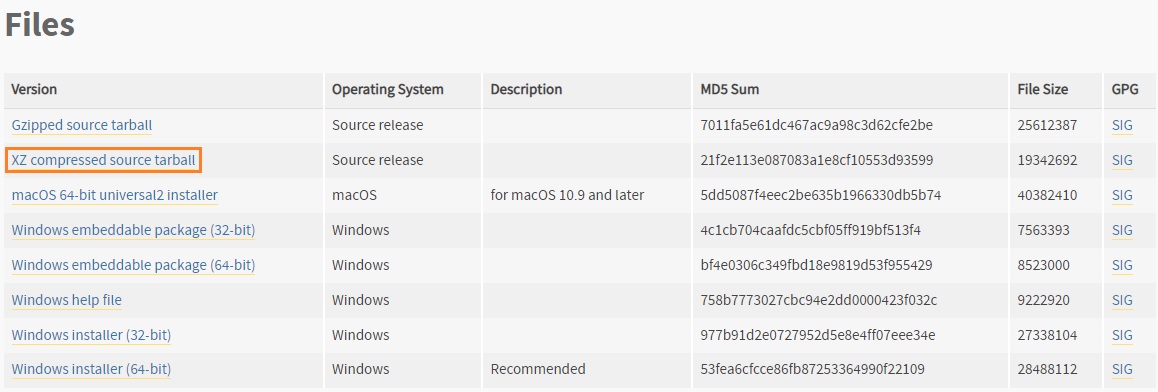 Files
Version Operating System Description MD5 Sum File Size GPG
Gzipped source tarball Source release 7011fa5e61dc467ac9a98c3d62cfe2be 25612387 SIG
XZ compressed source tarball Source release 21f2e113e087083a1e8cf10553d93599 19342692 SIG
macOS 64-bit universal2 installer macOS for macOS 10.9 and later 5dd5087f4eec2be635b1966330db5b74 40382410 SIG
Windows embeddable package (32-bit) Windows 4c1cb704caafdc5cbf05ff919bf513f4 7563393 SIG
Windows embeddable package (64-bit) Windows bf4e0306c349fbd18e9819d53f955429 8523000 SIG
Windows help file Windows 758b7773027cbc94e2dd0000423f032c 9222920 SIG
Windows installer (32-bit) Windows 977b91d2e0727952d5e8e4ff07eee34e 27338104 SIG
Windows installer (64-bit) Windows Recommended 53fea6cfcce86fb87253364990f22109 28488112 SIG